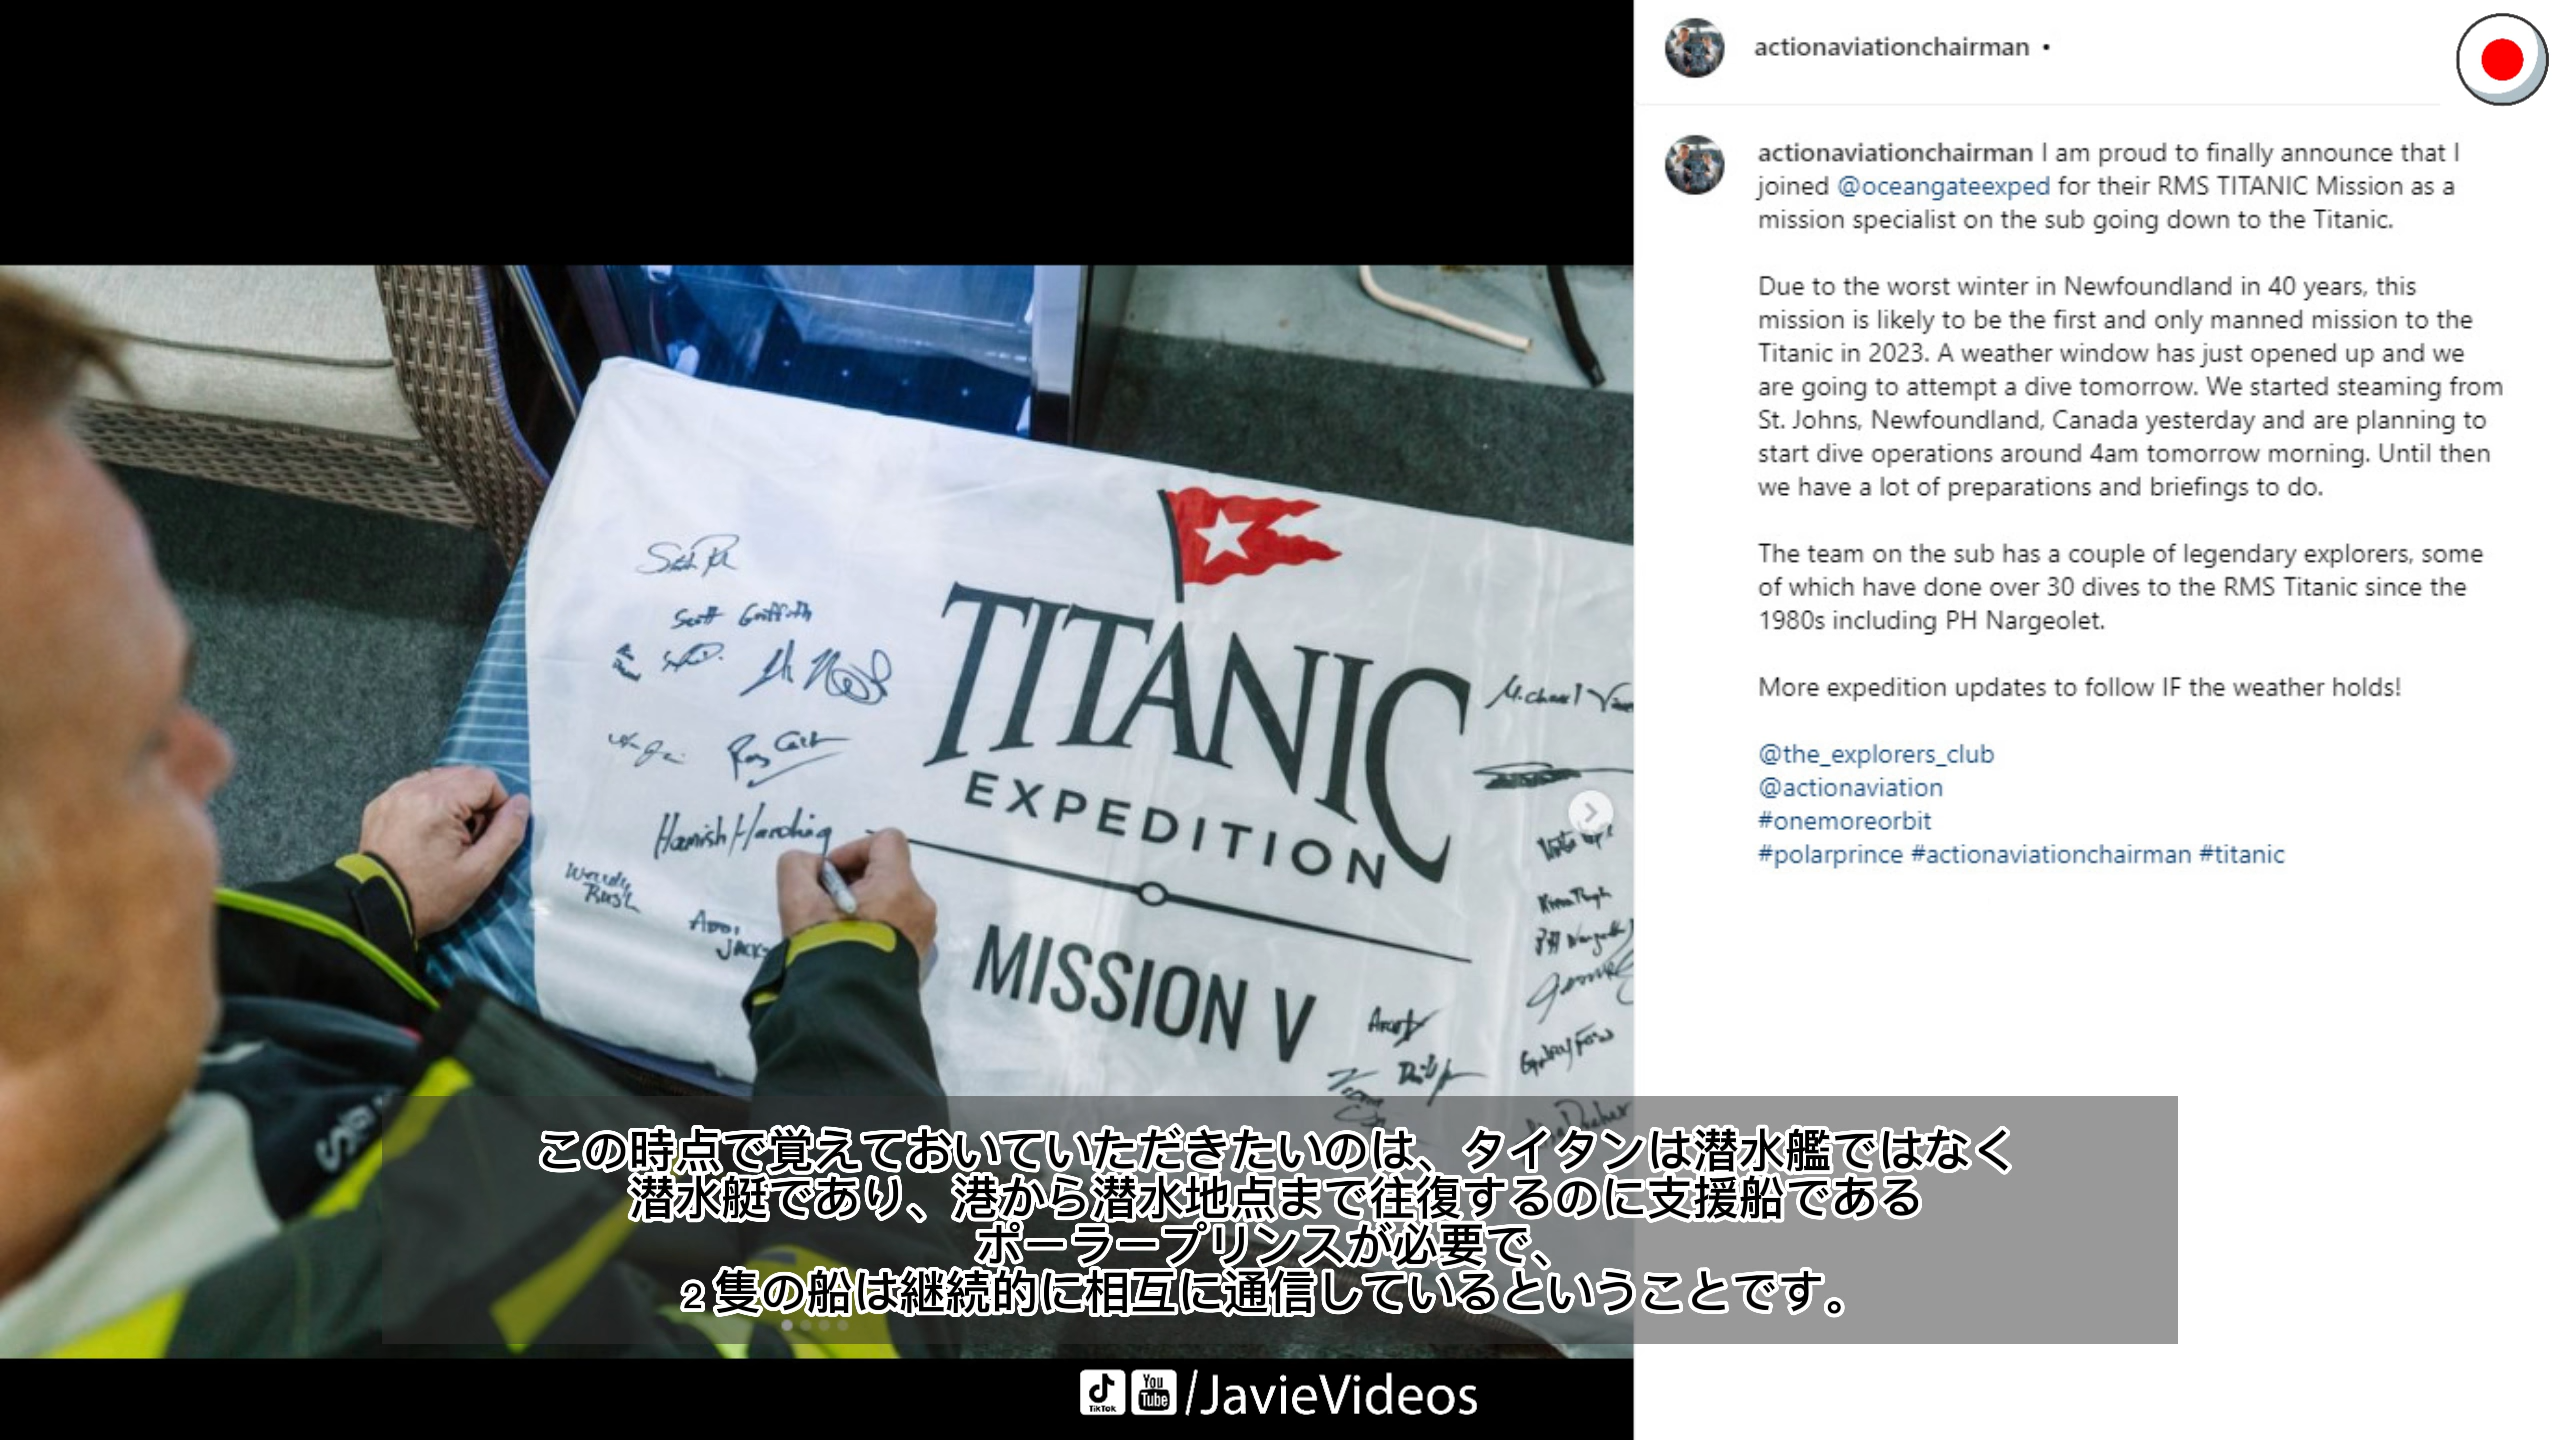 actionaviationchairman •
actionaviationchairman I am proud to finally announce that I
joined @oceangateexped for their RMS TITANIC Mission as a
mission specialist on the sub going down to the Titanic.
Due to the worst winter in Newfoundland in 40 years, this
mission is likely to be the first and only manned mission to the
Titanic in 2023. A weather window has just opened up and we
are going to attempt a dive tomorrow. We started steaming from
St. Johns, Newfoundland, Canada yesterday and are planning to
start dive operations around 4am tomorrow morning. Until then
we have a lot of preparations and briefings to do.
The team on the sub has a couple of legendary explorers, some
of which have done over 30 dives to the RMS Titanic since the
1980s including PH Nargeolet.
More expedition updates to follow IF the weather holds!
@the_explorers_club
@actionaviation
#onemoreorbit
#polarprince #actionaviationchairman #titanic
Scott Griffith
TITANIC
EXPEDITION
MISSION V
Hamish Harding
Wendy
Rush
この時点で覚えておいていただきたいのは、タイタンは潜水艦ではなく
潜水艇であり、港から潜水地点まで往復するのに支援船である
ポーラープリンスが必要で、
2 隻の船は継続的に相互に通信しているということです。
TikTok You Tube /JavieVideos